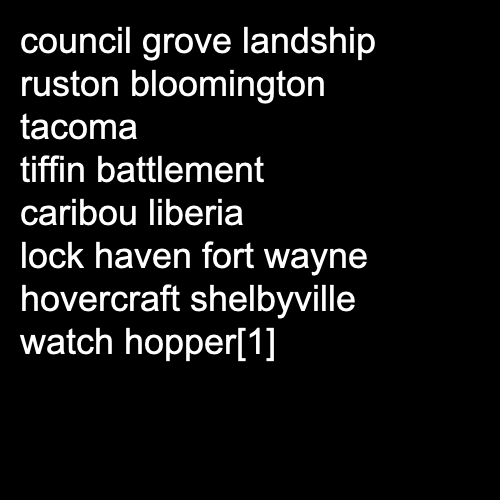 council grove landship
ruston bloomington
tacoma
tiffin battlement
caribou liberia
lock haven fort wayne
hovercraft shelbyville
watch hopper[1]